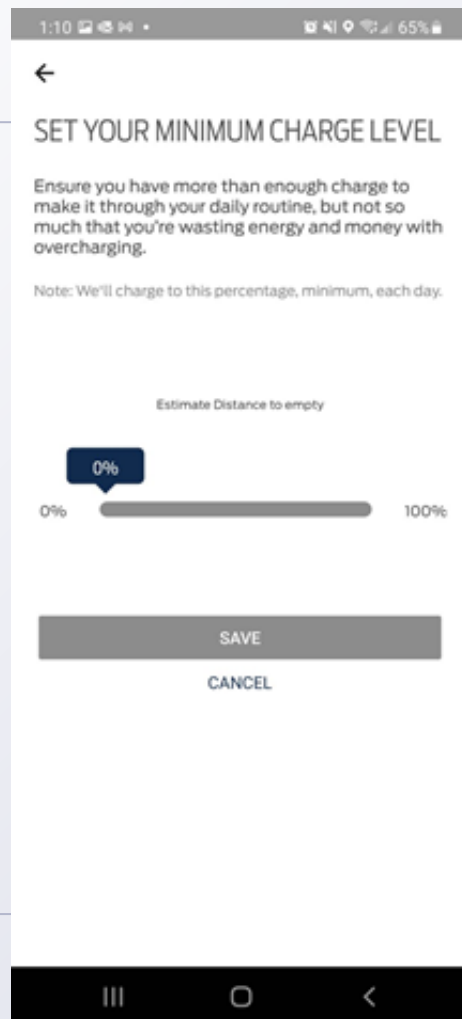 1:10
65%
SET YOUR MINIMUM CHARGE LEVEL
Ensure you have more than enough charge to
make it through your daily routine, but not so
much that you're wasting energy and money with
overcharging.
Note: We'll charge to this percentage, minimum, each day.
Estimate Distance to empty
0%
0%
100%
SAVE
CANCEL